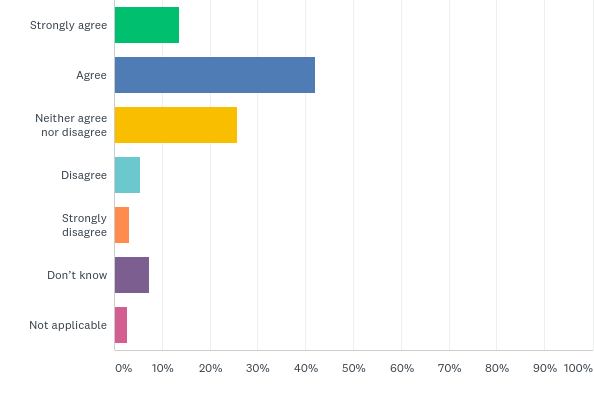 Strongly agree
Agree
Neither agree
nor disagree
Disagree
Strongly
disagree
Don't know
Not applicable
0% 10% 20% 30% 40% 50% 60% 70% 80% 90% 100%